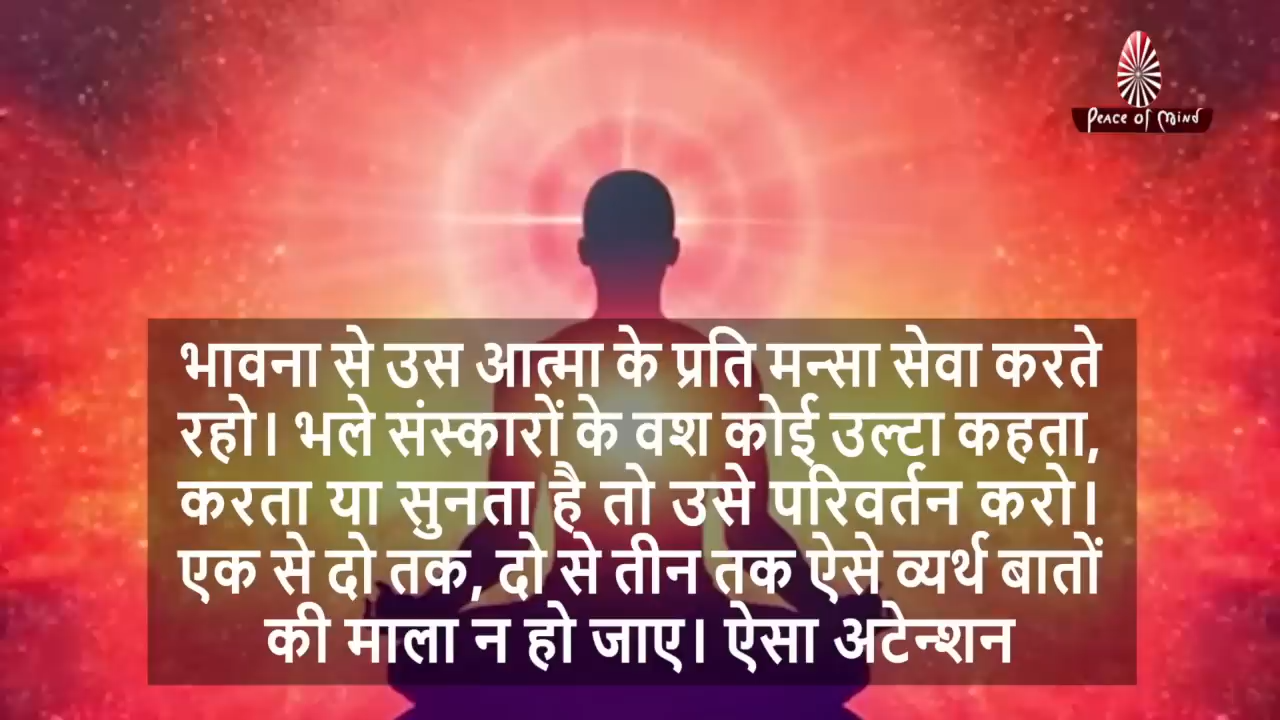 Peace of Mind
भावना से उस आत्मा के प्रति मन्सा सेवा करते
रहो। भले संस्कारों के वश कोई उल्टा कहता,
करता या सुनता है तो उसे परिवर्तन करो।
एक से दो तक, दो से तीन तक ऐसे व्यर्थ बातों
की माला न हो जाए। ऐसा अटेन्शन